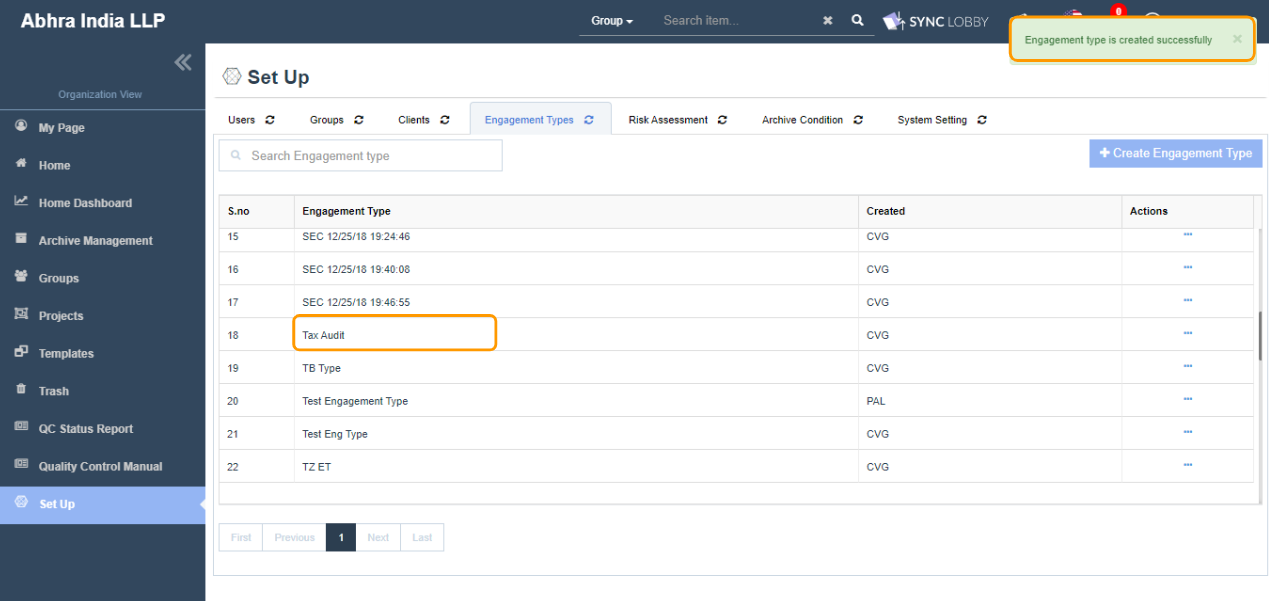 Abhra India LLP
Group
Search item...
SYNC LOBBY
0
Engagement type is created successfully
Organization View
My Page
Home
Home Dashboard
Archive Management
Groups
Projects
Templates
Trash
QC Status Report
Quality Control Manual
Set Up
Set Up
Users Groups Clients Engagement Types Risk Assessment Archive Condition System Setting
Search Engagement type
Create Engagement Type
S.no Engagement Type Created Actions
15 SEC 12/25/18 19:24:46 CVG
16 SEC 12/25/18 19:40:08 CVG
17 SEC 12/25/18 19:46:55 CVG
18 Tax Audit CVG
19 TB Type CVG
20 Test Engagement Type PAL
21 Test Eng Type CVG
22 TZ ET CVG
First Previous 1 Next Last